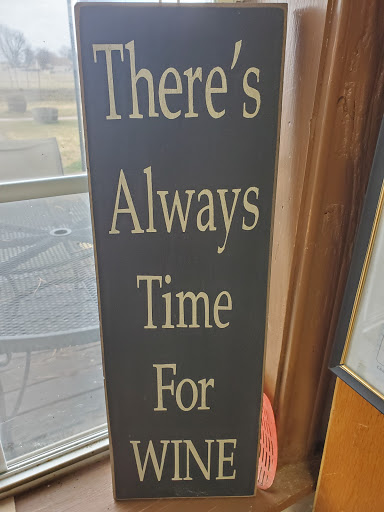 There's
Always
Time
For
WINE